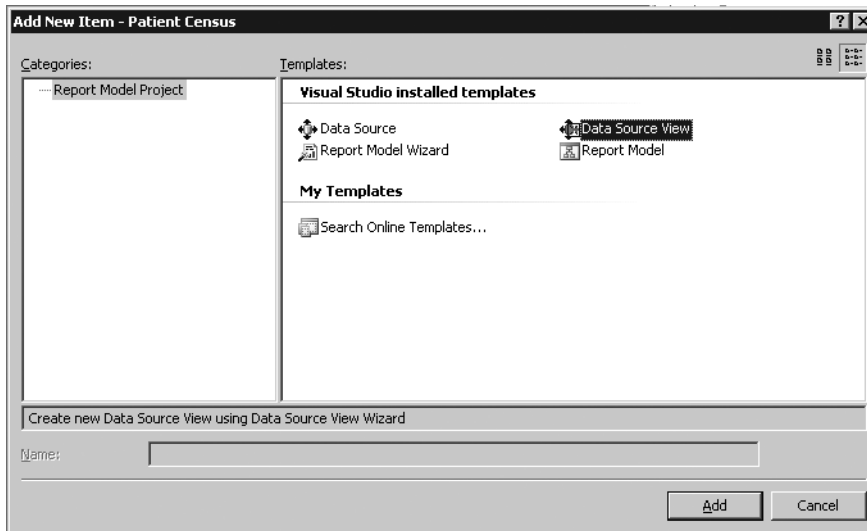 Add New Item - Patient Census
Categories:
Templates:
Report Model Project
Visual Studio installed templates
Data Source
Data Source View
Report Model Wizard
Report Model
My Templates
Search Online Templates...
Create new Data Source View using Data Source View Wizard
Name:
Add
Cancel